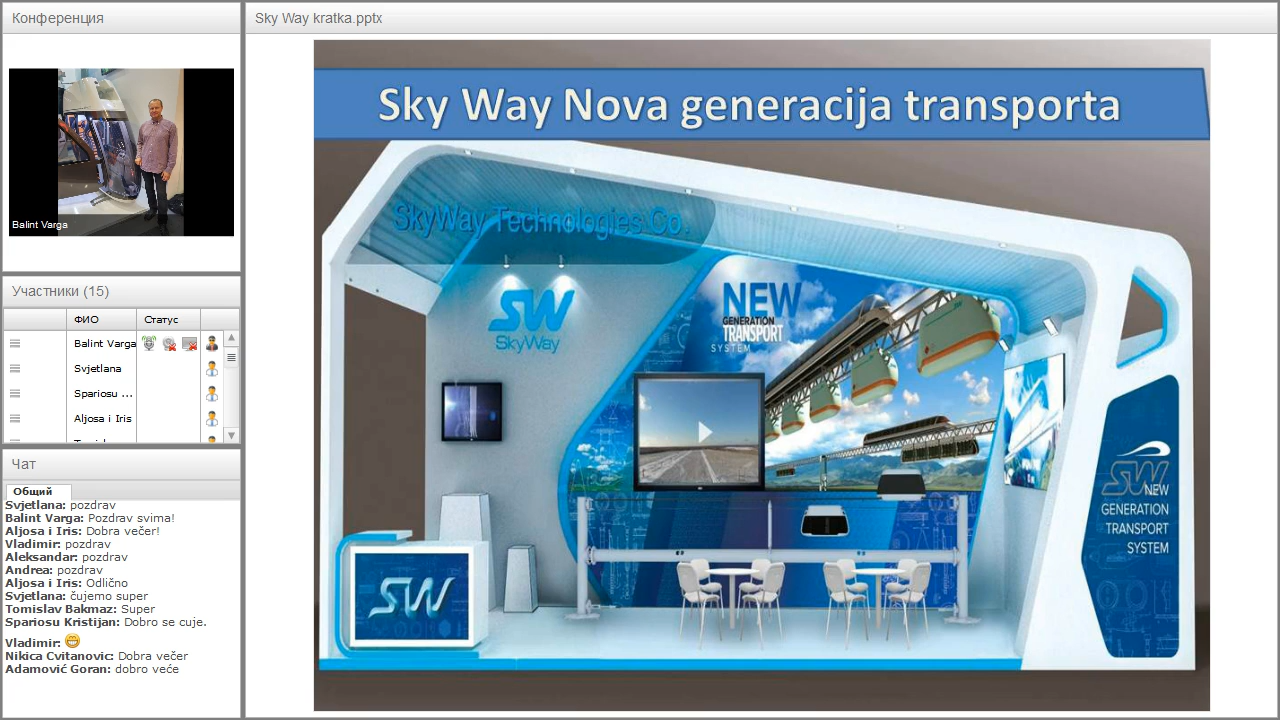 Конференция
Balint Varga
Участники (15)
ФИО
Статус
Balint Varga
Svjetlana
Spariosu ...
Aljosa i Iris
Чат
Общий
Svjetlana: pozdrav
Balint Varga: Pozdrav svima!
Aljosa i Iris: Dobra večer!
Vladimir: pozdrav
Aleksandar: pozdrav
Andrea: pozdrav
Aljosa i Iris: Odlično
Svjetlana: čujemo super
Tomislav Bakmaz: Super
Spariosu Kristijan: Dobro se cuje.
Vladimir:
Nikica Cvitanovic: Dobra večer
Adamović Goran: dobro veće
Sky Way kratka.pptx
Sky Way Nova generacija transporta
SkyWay Technologies Co.
SW
SkyWay
NEW
GENERATION
TRANSPORT
SYSTEM
SW
SW NEW
GENERATION
TRANSPORT
SYSTEM